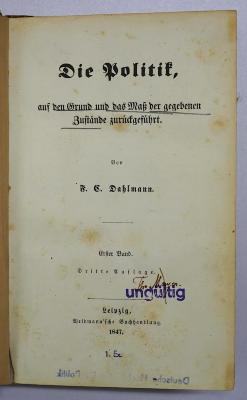 Die Politik,
auf den Grund und das Maß der gegebenen
Zustände zurückgeführt.
Von
F. C. Dahlmann.
Erster Band.
Dritte Auflage.
ungültig
Leipzig,
Weidmann'sche Buchhandlung.
1847.